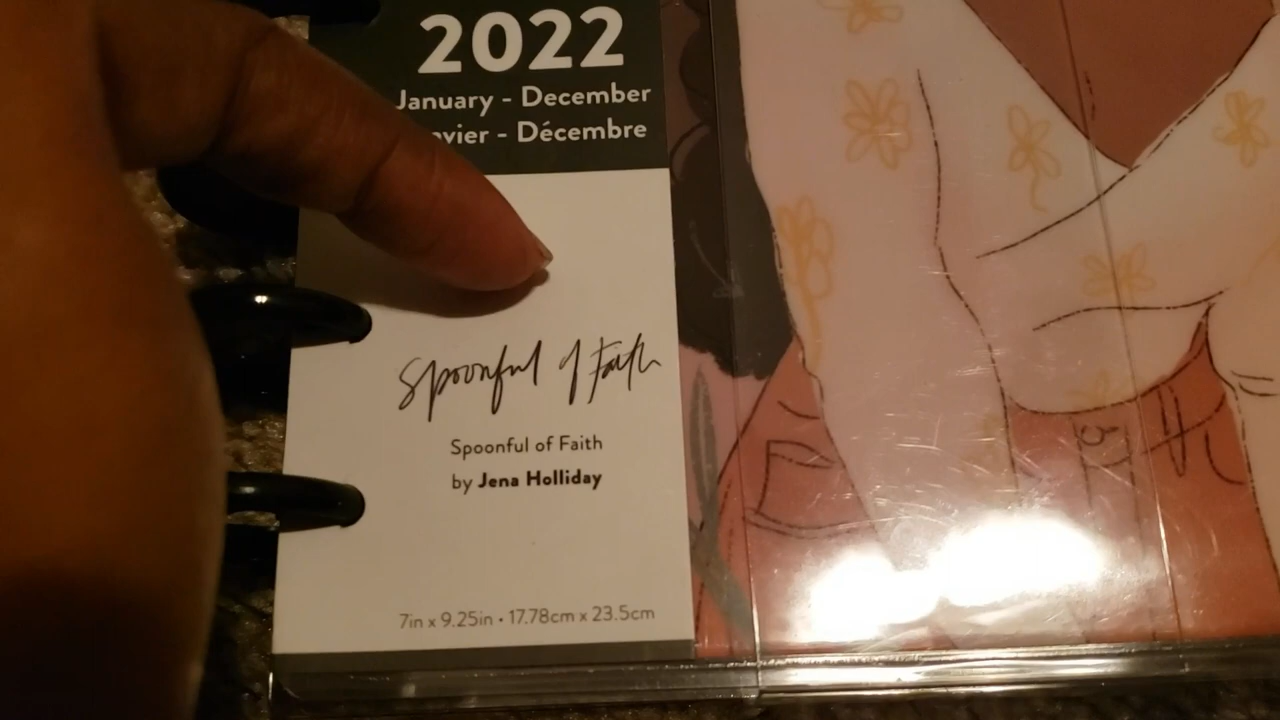 2022
January - December
vier - Décembre
Spoonful of Faith
Spoonful of Faith
by Jena Holliday
7in x 9.25in • 17.78cm x 23.5cm